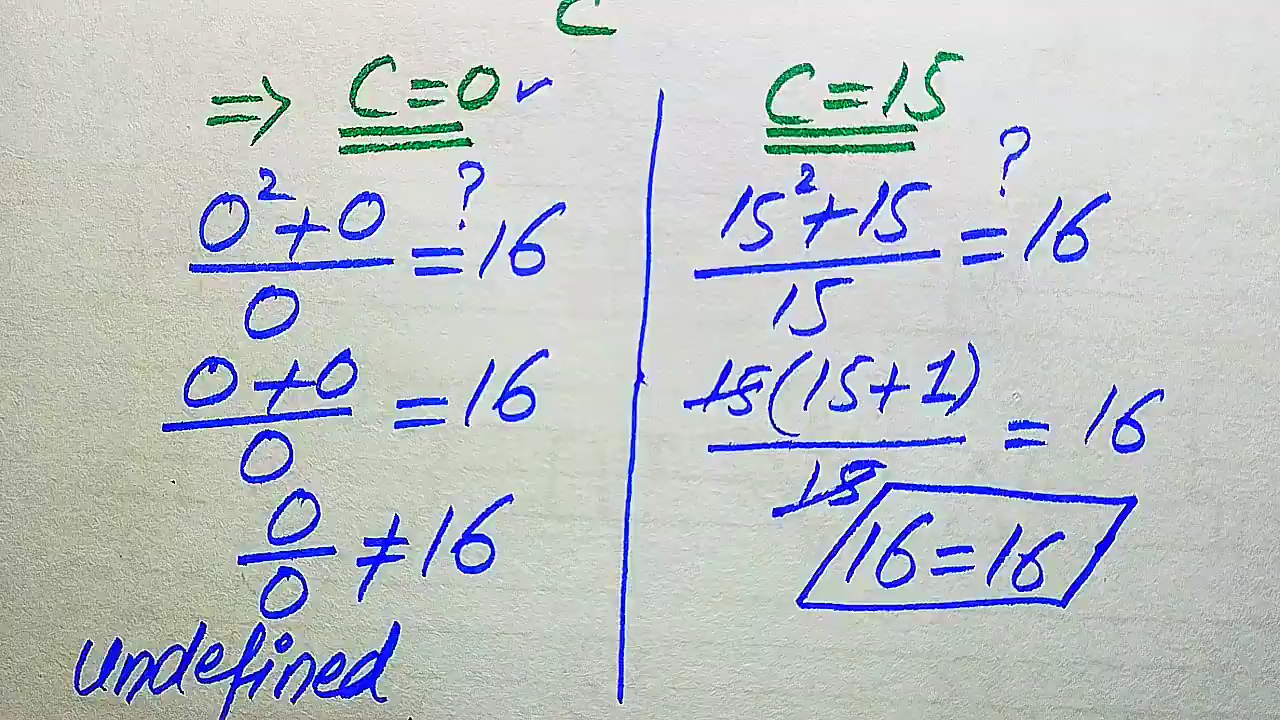 C
⇒ C=0 ✓
0²+0/0 =? 16
0+0/0 = 16
0/0 ≠ 16
undefined
C=15
15²+15/15 =? 16
15(15+1)/15 = 16
16=16